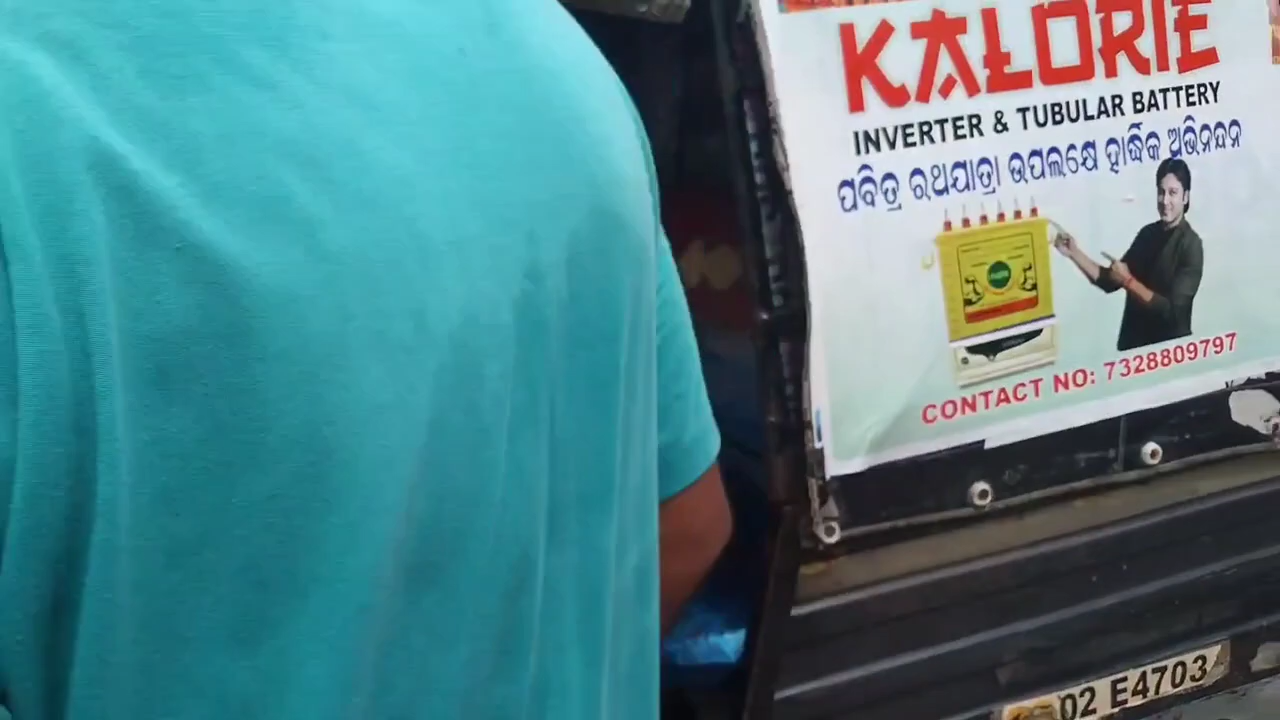 KALORIE
INVERTER & TUBULAR BATTERY
ପବିତ୍ର ରଥଯାତ୍ରା ଉପଲକ୍ଷେ ହାର୍ଦ୍ଦିକ ଅଭିନନ୍ଦନ
CONTACT NO: 7328809797
02 E4703